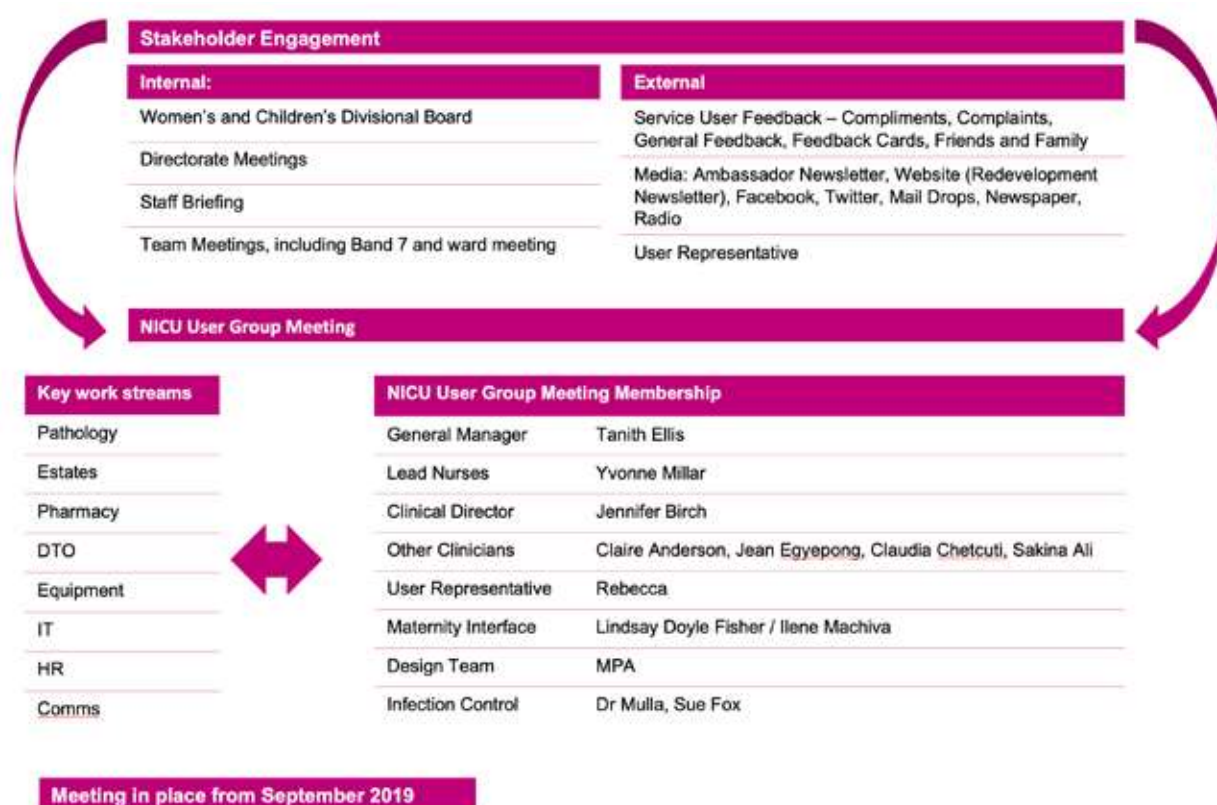 Stakeholder Engagement
Internal:
Women's and Children's Divisional Board
Directorate Meetings
Staff Briefing
Team Meetings, including Band 7 and ward meeting
External
Service User Feedback – Compliments, Complaints,
General Feedback, Feedback Cards, Friends and Family
Media: Ambassador Newsletter, Website (Redevelopment
Newsletter), Facebook, Twitter, Mail Drops, Newspaper,
Radio
User Representative
NICU User Group Meeting
Key work streams
Pathology
Estates
Pharmacy
DTO
Equipment
IT
HR
Comms
NICU User Group Meeting Membership
General Manager Tanith Ellis
Lead Nurses Yvonne Millar
Clinical Director Jennifer Birch
Other Clinicians Claire Anderson, Jean Egyepong, Claudia Chetcuti, Sakina Ali
User Representative Rebecca
Maternity Interface Lindsay Doyle Fisher / Ilene Machiva
Design Team MPA
Infection Control Dr Mulla, Sue Fox
Meeting in place from September 2019